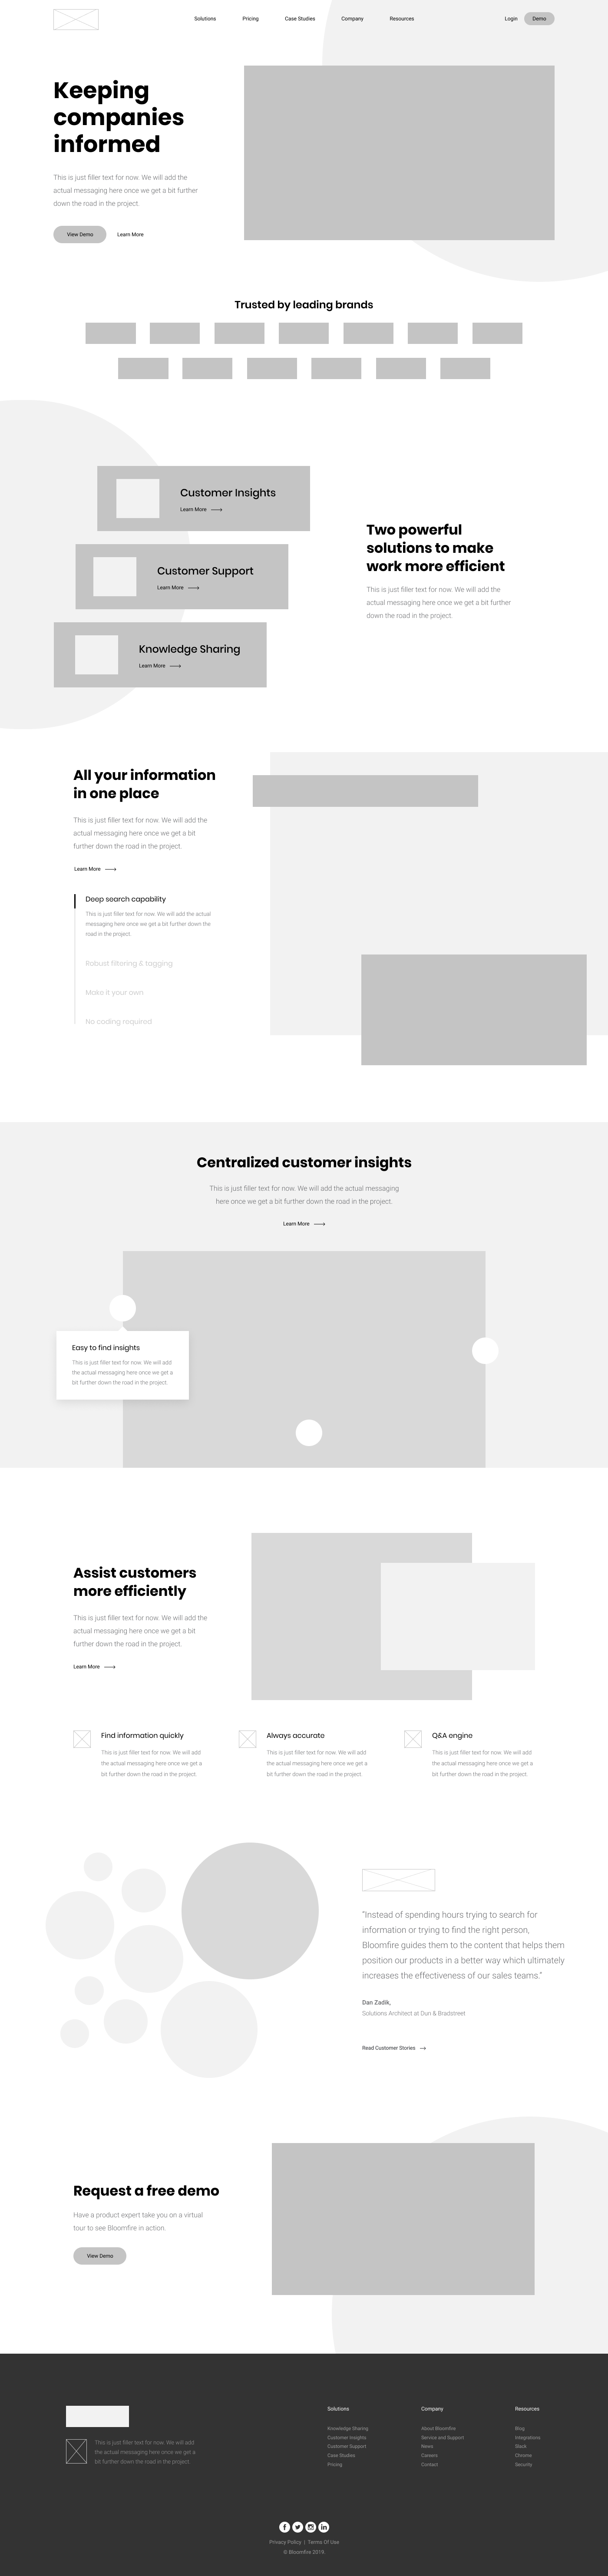 Solutions
Pricing
Case Studies
Company
Resources
Login
Demo
Keeping
companies
informed
This is just filler text for now. We will add the
actual messaging here once we get a bit further
down the road in the project.
View Demo
Learn More
Trusted by leading brands
Customer Insights
Learn More
Customer Support
Learn More
Knowledge Sharing
Learn More
Two powerful
solutions to make
work more efficient
This is just filler text for now. We will add the
actual messaging here once we get a bit further
down the road in the project.
All your information
in one place
This is just filler text for now. We will add the
actual messaging here once we get a bit
further down the road in the project.
Learn More
Deep search capability
This is just filler text for now. We will add the actual
messaging here once we get a bit further down the
road in the project.
Robust filtering & tagging
Make it your own
No coding required
Centralized customer insights
This is just filler text for now. We will add the actual messaging
here once we get a bit further down the road in the project.
Learn More
Easy to find insights
This is just filler text for now. We will add
the actual messaging here once we get a
bit further down the road in the project.
Assist customers
more efficiently
This is just filler text for now. We will add the
actual messaging here once we get a bit
further down the road in the project.
Learn More
Find information quickly
This is just filler text for now. We will add
the actual messaging here once we get a
bit further down the road in the project.
Always accurate
This is just filler text for now. We will add
the actual messaging here once we get a
bit further down the road in the project.
Q&A engine
This is just filler text for now. We will add
the actual messaging here once we get a
bit further down the road in the project.
"Instead of spending hours trying to search for
information or trying to find the right person,
Bloomfire guides them to the content that helps them
position our products in a better way which ultimately
increases the effectiveness of our sales teams."
Dan Zadik,
Solutions Architect at Dun & Bradstreet
Read Customer Stories
Request a free demo
Have a product expert take you on a virtual
tour to see Bloomfire in action.
View Demo
This is just filler text for now. We will add
the actual messaging here once we get a
bit further down the road in the project.
Solutions
Knowledge Sharing
Customer Insights
Customer Support
Case Studies
Pricing
Company
About Bloomfire
Service and Support
News
Careers
Contact
Resources
Blog
Integrations
Slack
Chrome
Security
Privacy Policy | Terms Of Use
© Bloomfire 2019